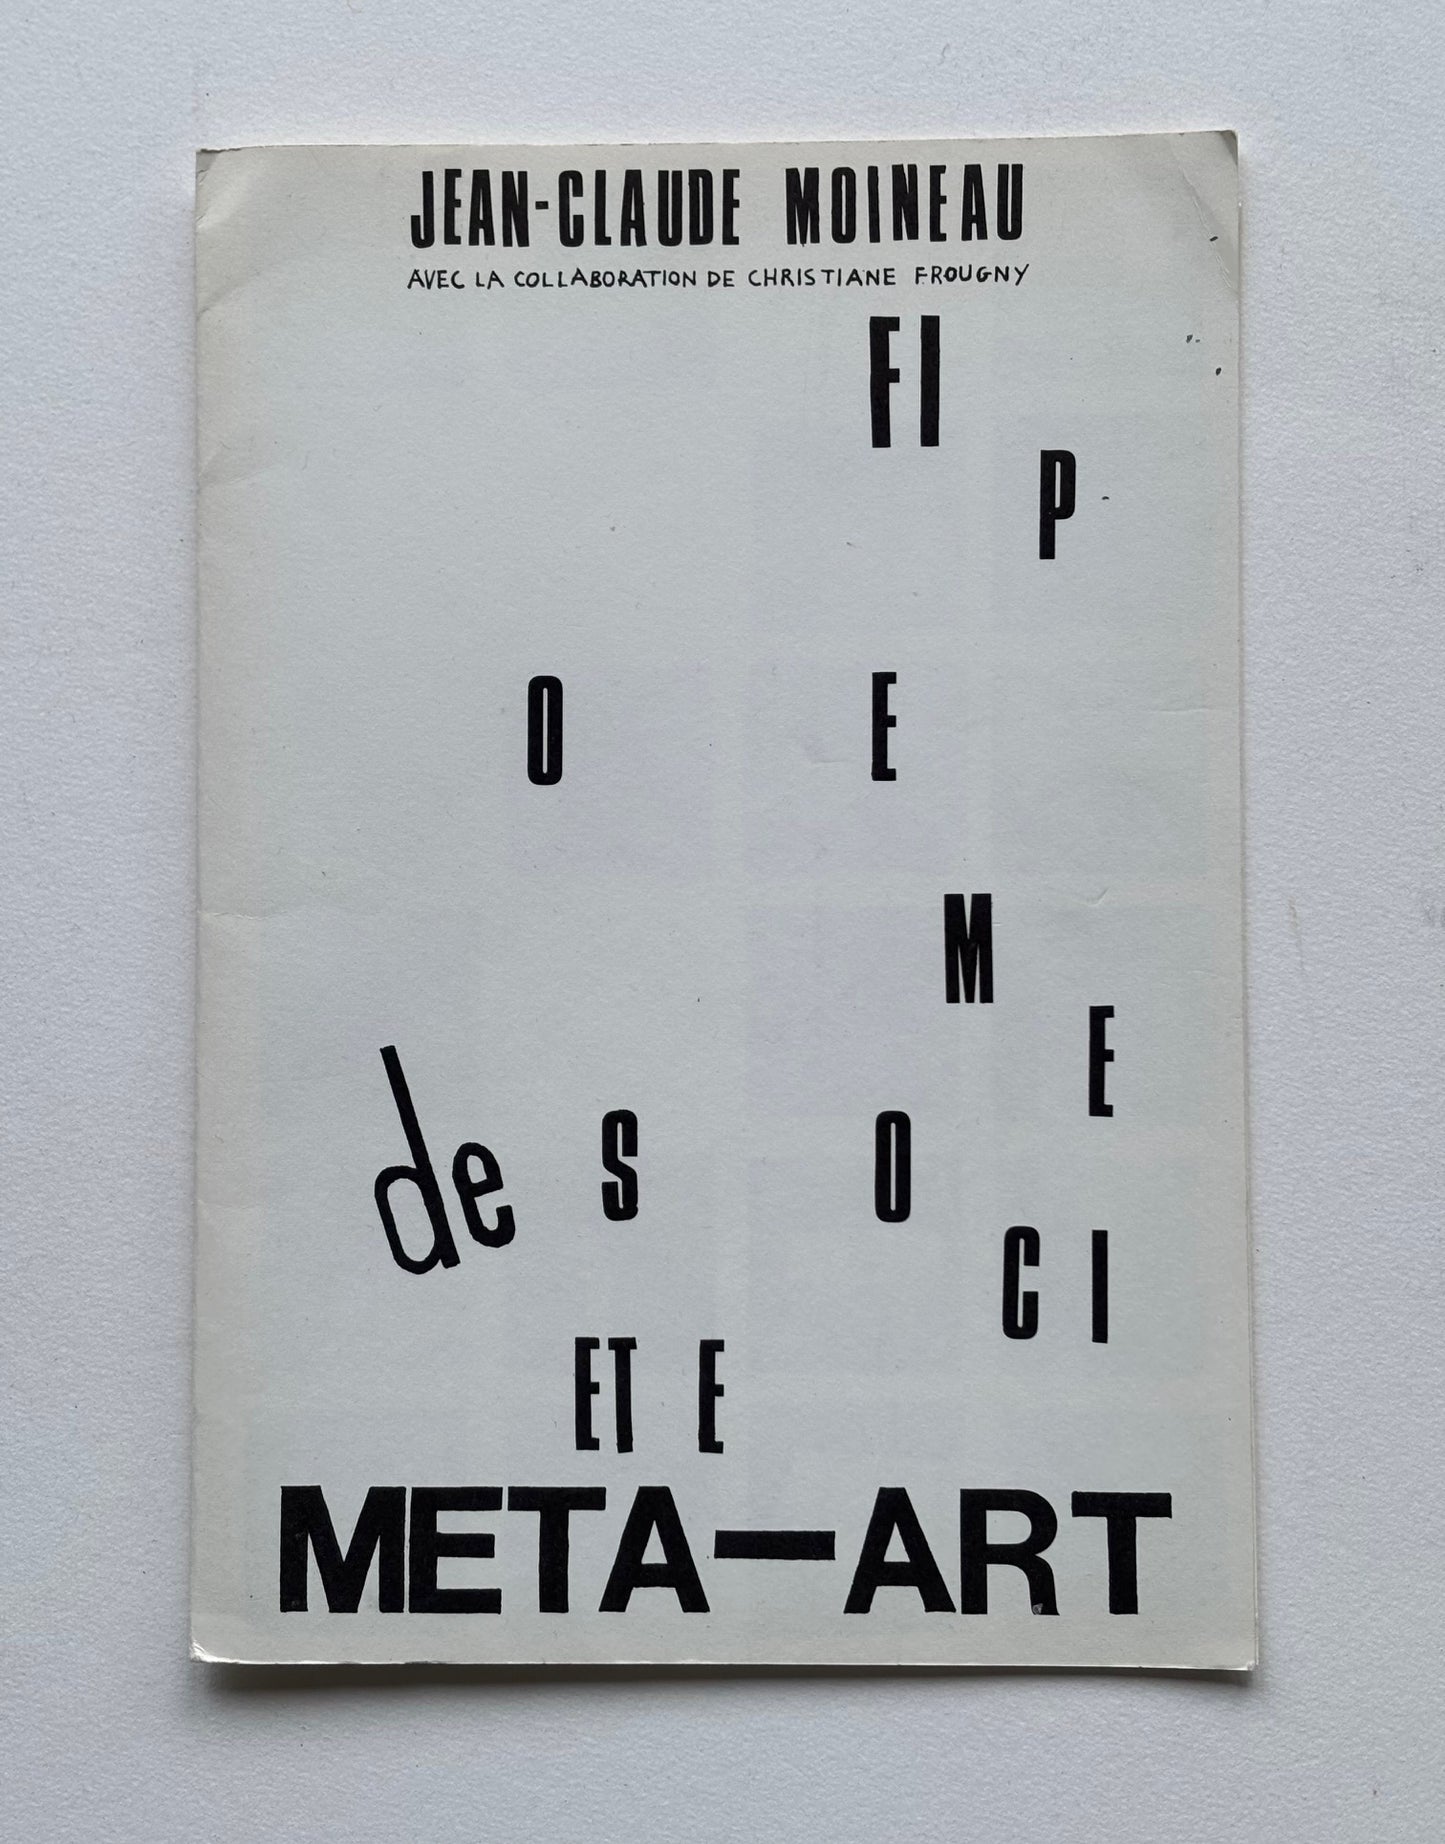 JEAN-CLAUDE MOINEAU
AVEC LA COLLABORATION DE CHRISTIANE FROUGNY
FI
P
O E
M
E
de S O
CI
ET E
META-ART